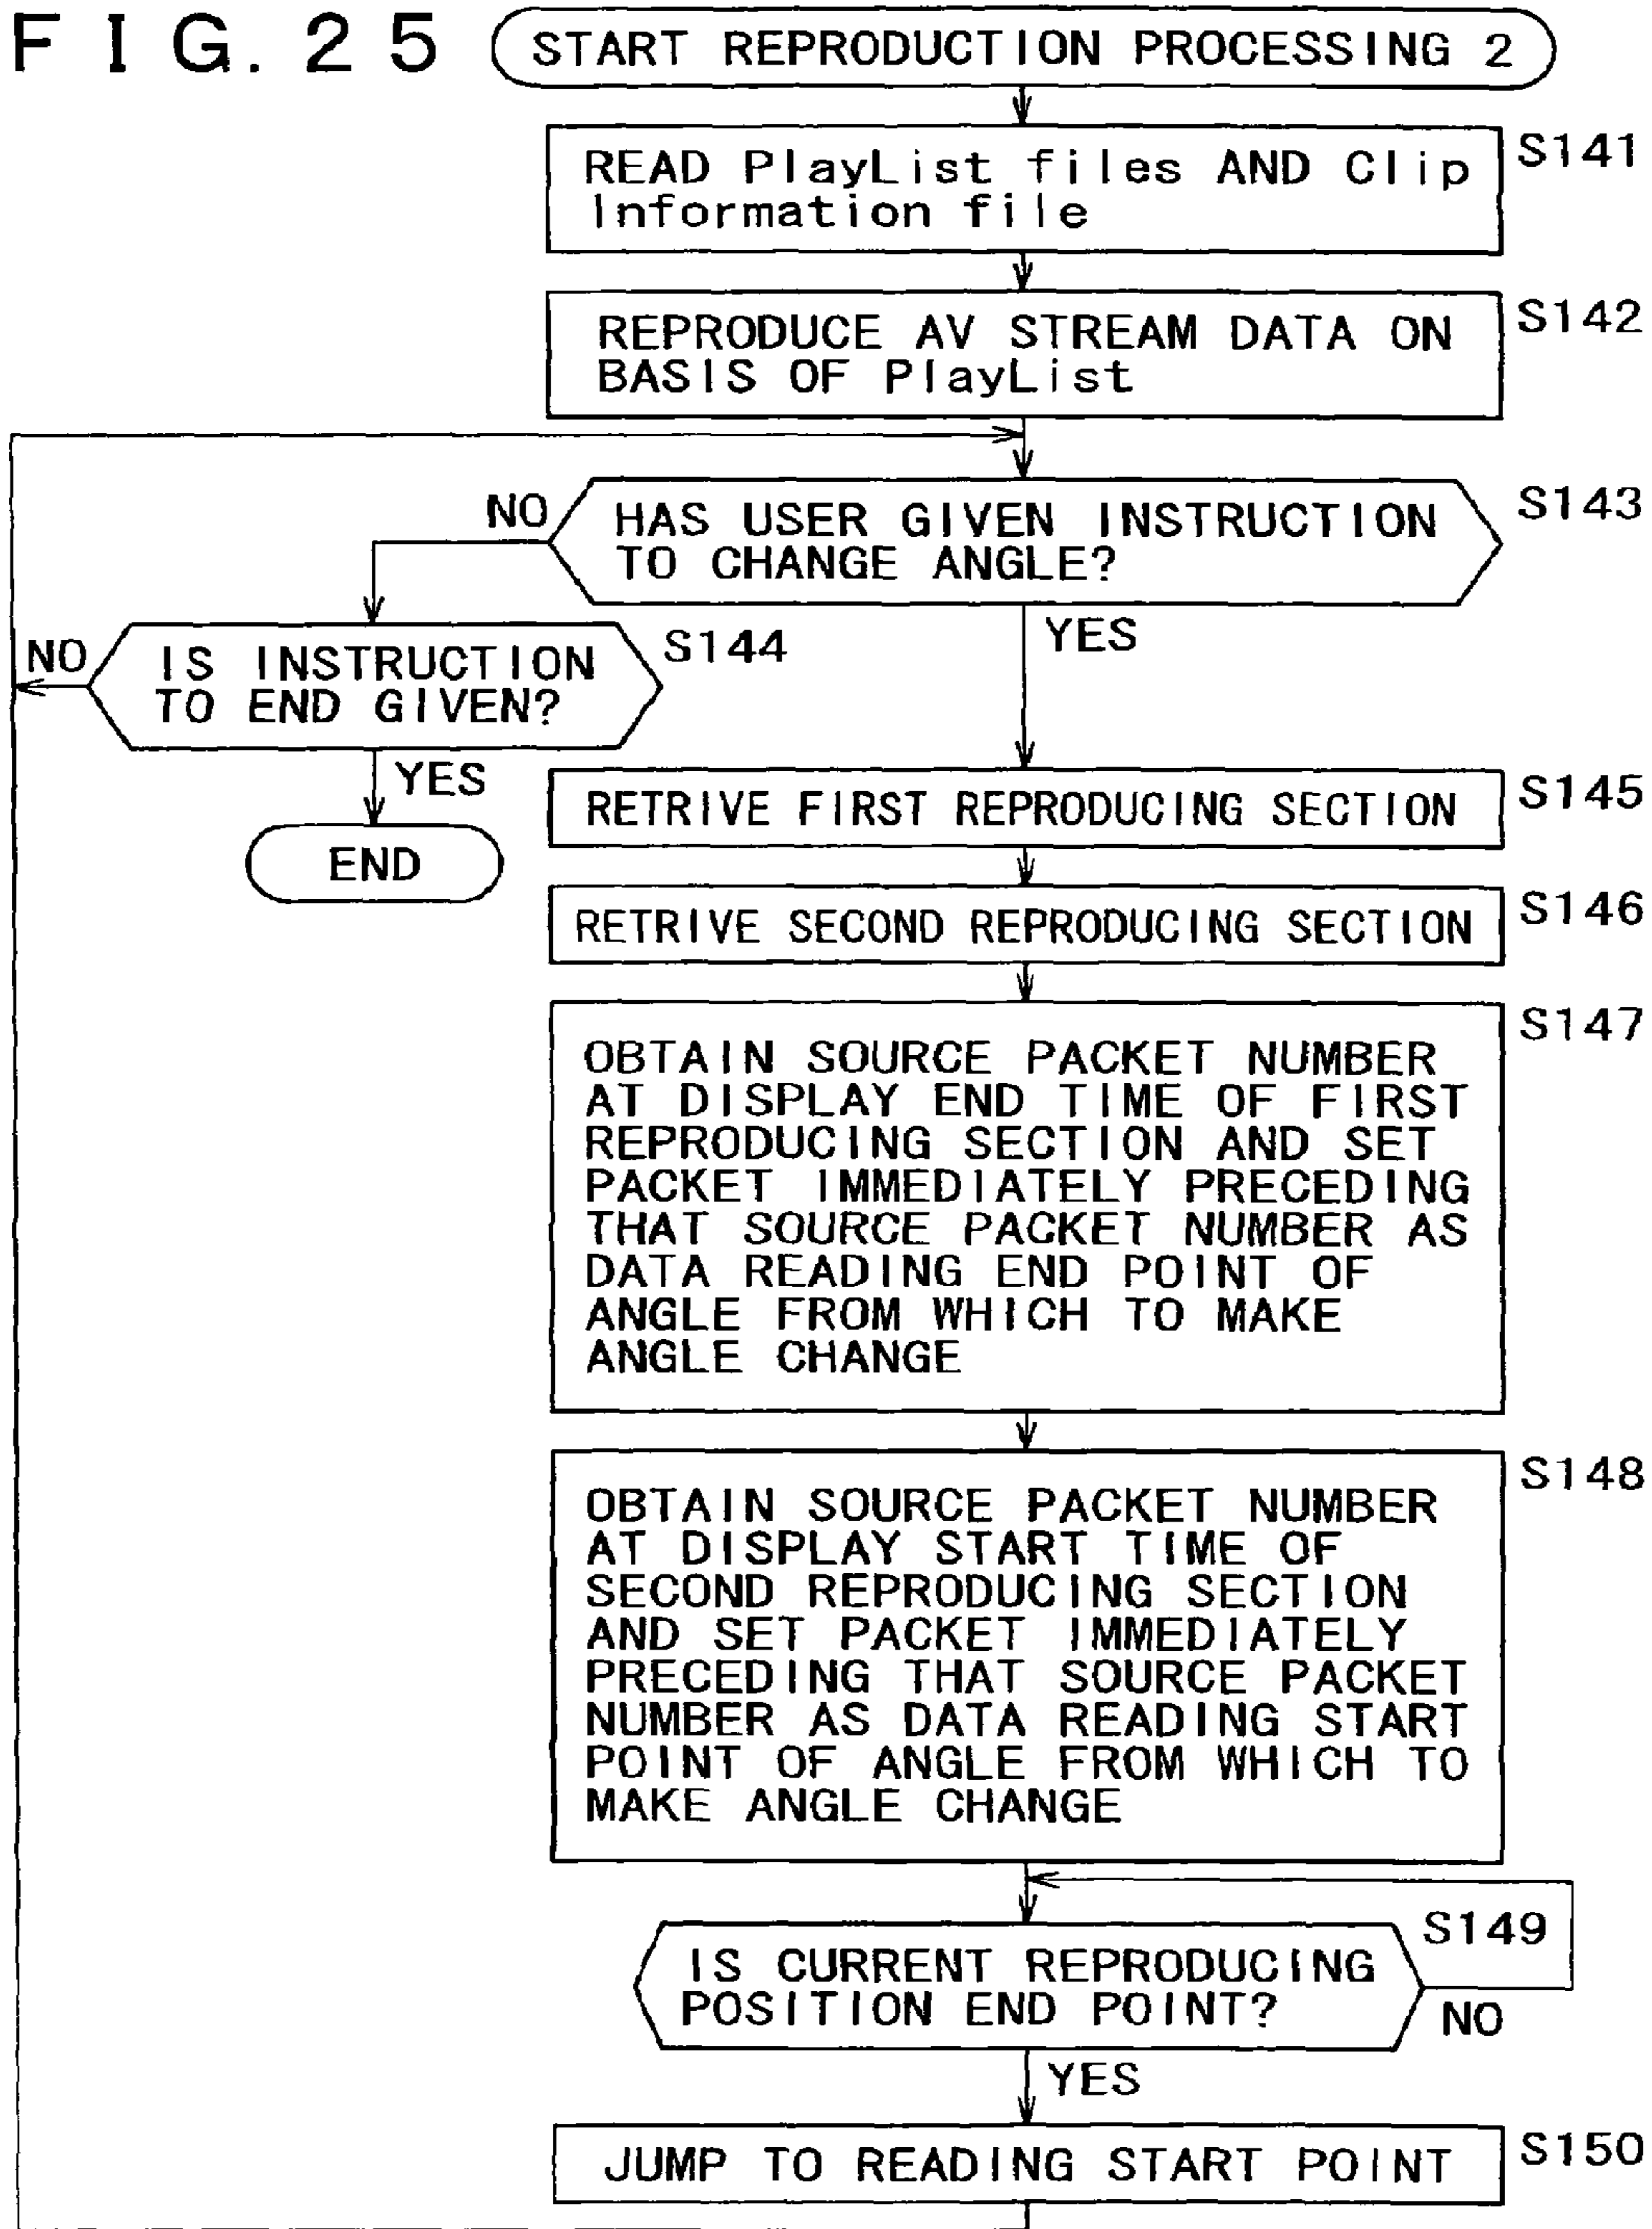 FIG. 25
START REPRODUCTION PROCESSING 2
READ PlayList files AND Clip
Information file
S141
REPRODUCE AV STREAM DATA ON
BASIS OF PlayList
S142
HAS USER GIVEN INSTRUCTION
TO CHANGE ANGLE?
S143
NO
YES
IS INSTRUCTION
TO END GIVEN?
S144
NO
YES
END
RETRIVE FIRST REPRODUCING SECTION
S145
RETRIVE SECOND REPRODUCING SECTION
S146
OBTAIN SOURCE PACKET NUMBER
AT DISPLAY END TIME OF FIRST
REPRODUCING SECTION AND SET
PACKET IMMEDIATELY PRECEDING
THAT SOURCE PACKET NUMBER AS
DATA READING END POINT OF
ANGLE FROM WHICH TO MAKE
ANGLE CHANGE
S147
OBTAIN SOURCE PACKET NUMBER
AT DISPLAY START TIME OF
SECOND REPRODUCING SECTION
AND SET PACKET IMMEDIATELY
PRECEDING THAT SOURCE PACKET
NUMBER AS DATA READING START
POINT OF ANGLE FROM WHICH TO
MAKE ANGLE CHANGE
S148
IS CURRENT REPRODUCING
POSITION END POINT?
S149
NO
YES
JUMP TO READING START POINT
S150